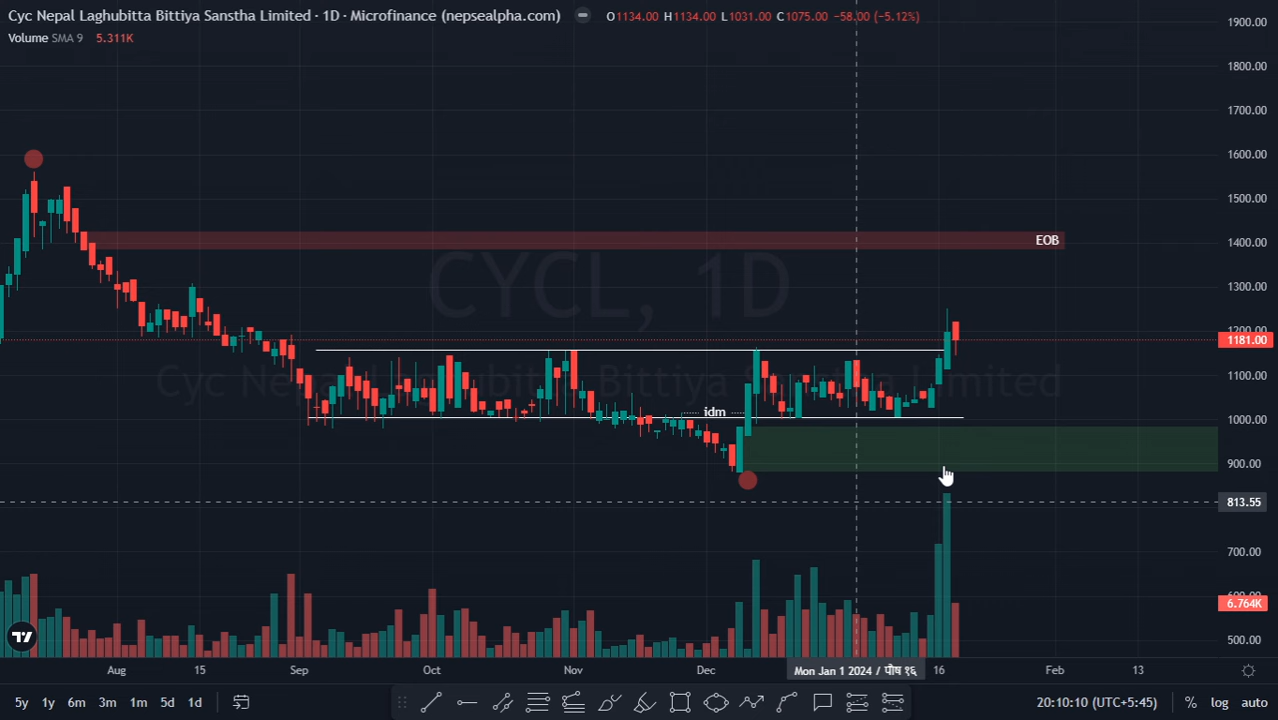 Cyc Nepal Laghubitta Bittiya Sanstha Limited · 1D · Microfinance (nepsealpha.com) O1134.00 H1134.00 L1031.00 C1075.00 −58.00 (−5.12%)
Volume SMA 9 5.311K
1900.00
1800.00
1700.00
1600.00
1500.00
EOB
1400.00
CYCL, 1D
1300.00
1200.00
1181.00
Cyc Nepal Laghubitta Bittiya Sanstha Limited
1100.00
idm
1000.00
900.00
813.55
700.00
600.00
6.764K
500.00
Aug 15 Sep Oct Nov Dec Mon Jan 1 2024 / पौष १६ 16 Feb 13
5y 1y 6m 3m 1m 5d 1d 20:10:10 (UTC+5:45) % log auto